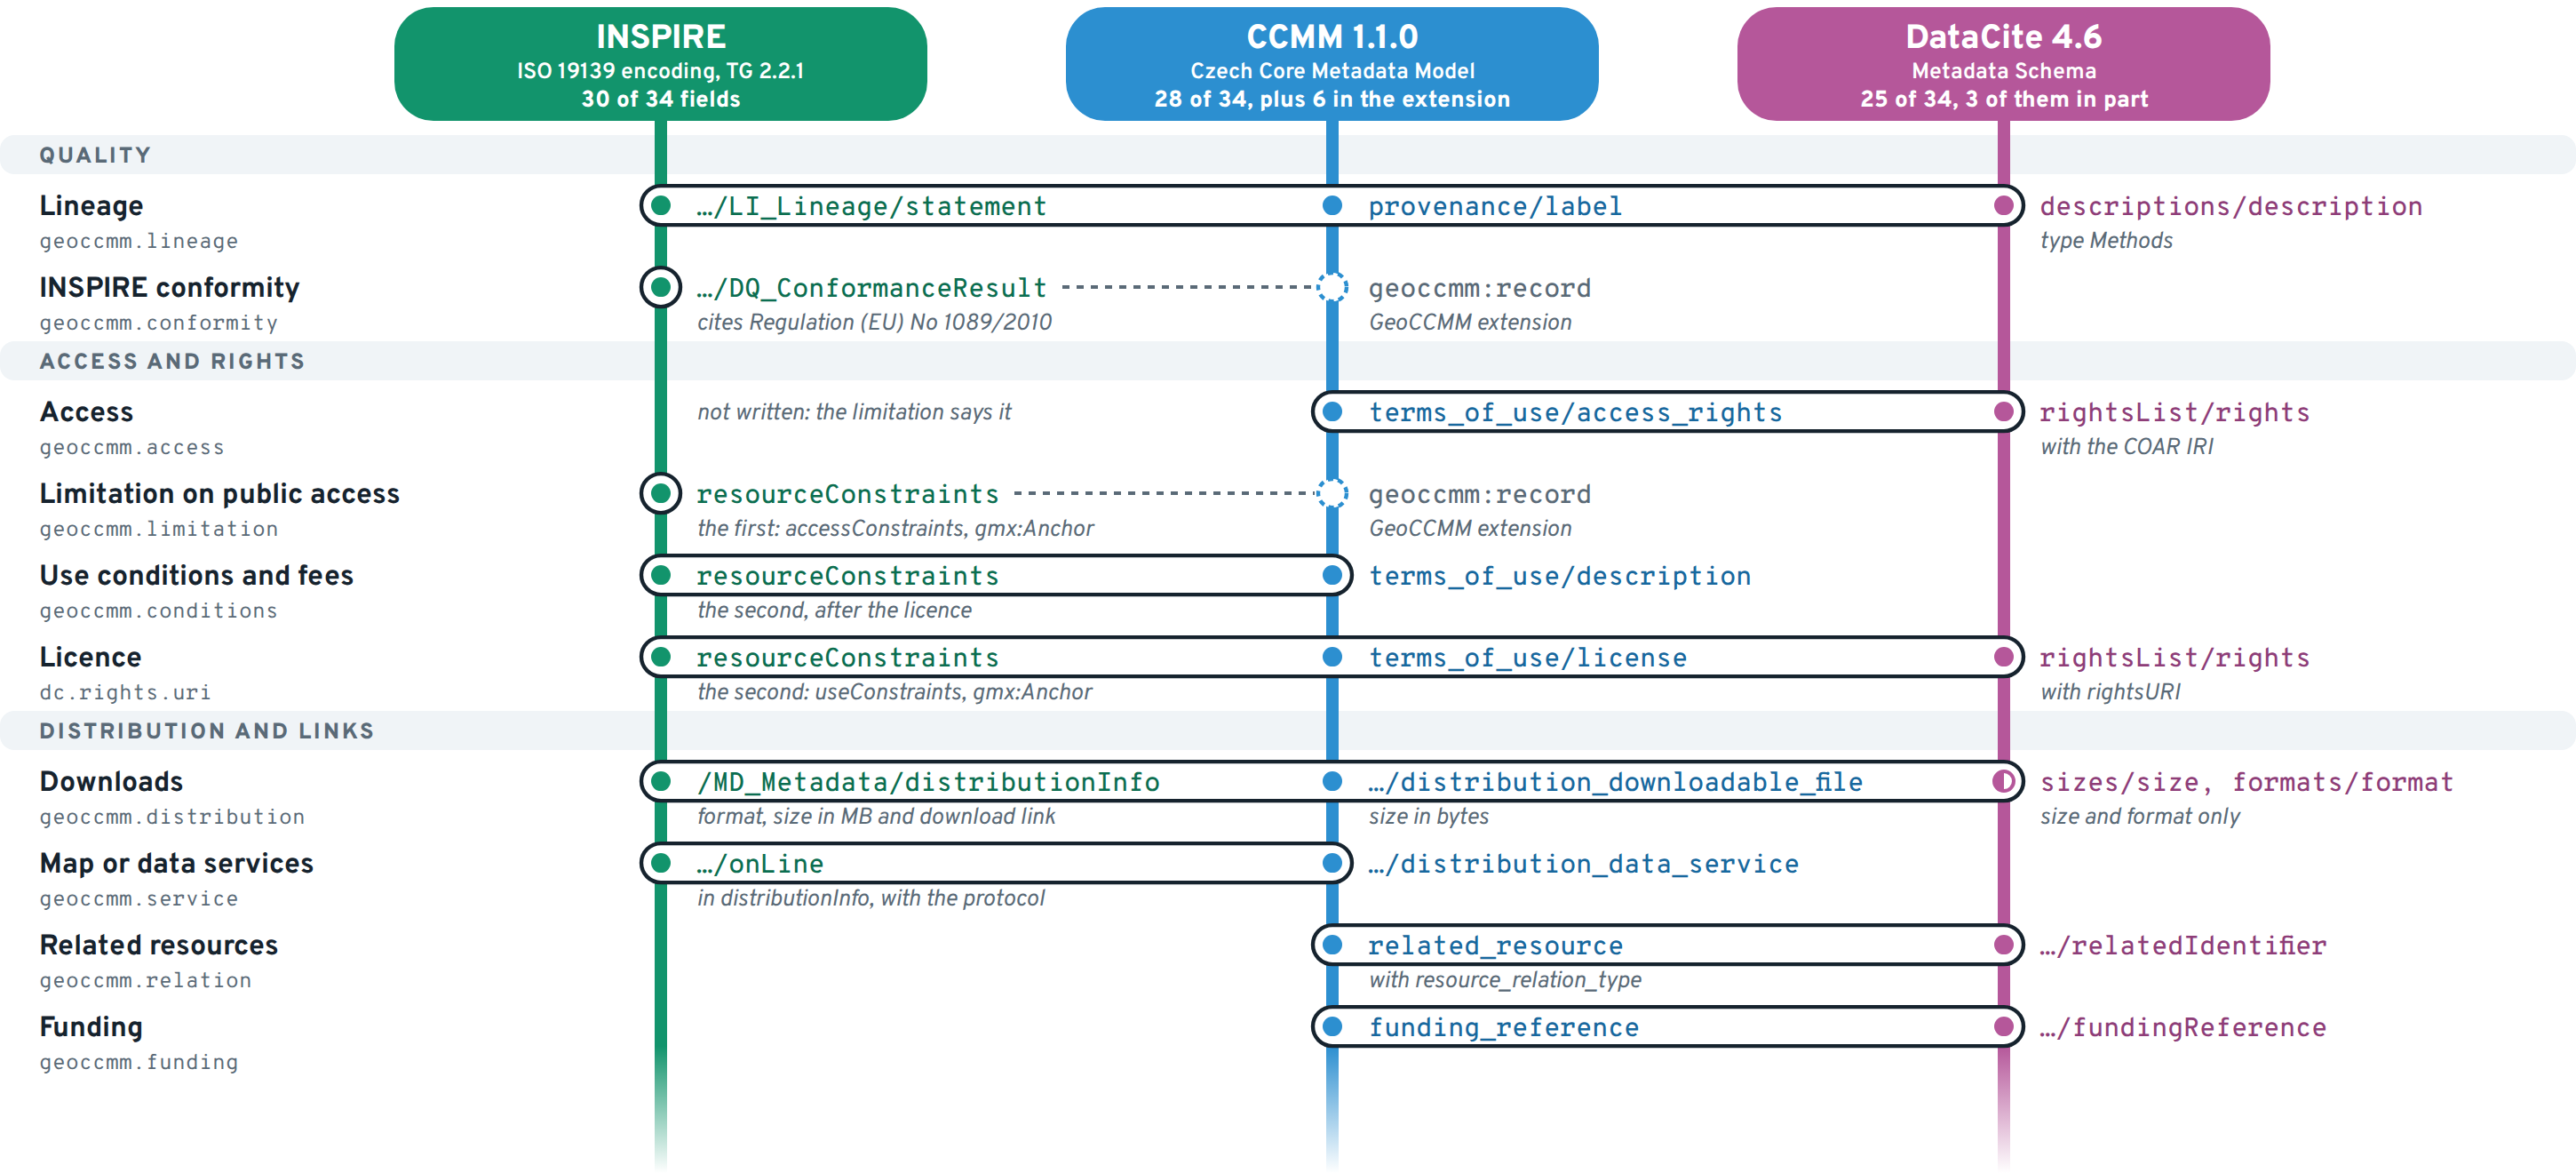 INSPIRE
ISO 19139 encoding, TG 2.2.1
30 of 34 fields
CCMM 1.1.0
Czech Core Metadata Model
28 of 34, plus 6 in the extension
DataCite 4.6
Metadata Schema
25 of 34, 3 of them in part
QUALITY
Lineage
geoccmm.lineage
…/LI_Lineage/statement
provenance/label
descriptions/description
type Methods
INSPIRE conformity
geoccmm.conformity
…/DQ_ConformanceResult
cites Regulation (EU) No 1089/2010
geoccmm:record
GeoCCMM extension
ACCESS AND RIGHTS
Access
geoccmm.access
not written: the limitation says it
terms_of_use/access_rights
rightsList/rights
with the COAR IRI
Limitation on public access
geoccmm.limitation
resourceConstraints
the first: accessConstraints, gmx:Anchor
geoccmm:record
GeoCCMM extension
Use conditions and fees
geoccmm.conditions
resourceConstraints
the second, after the licence
terms_of_use/description
Licence
dc.rights.uri
resourceConstraints
the second: useConstraints, gmx:Anchor
terms_of_use/license
rightsList/rights
with rightsURI
DISTRIBUTION AND LINKS
Downloads
geoccmm.distribution
/MD_Metadata/distributionInfo
format, size in MB and download link
…/distribution_downloadable_file
size in bytes
sizes/size, formats/format
size and format only
Map or data services
geoccmm.service
…/onLine
in distributionInfo, with the protocol
…/distribution_data_service
Related resources
geoccmm.relation
related_resource
with resource_relation_type
…/relatedIdentifier
Funding
geoccmm.funding
funding_reference
…/fundingReference